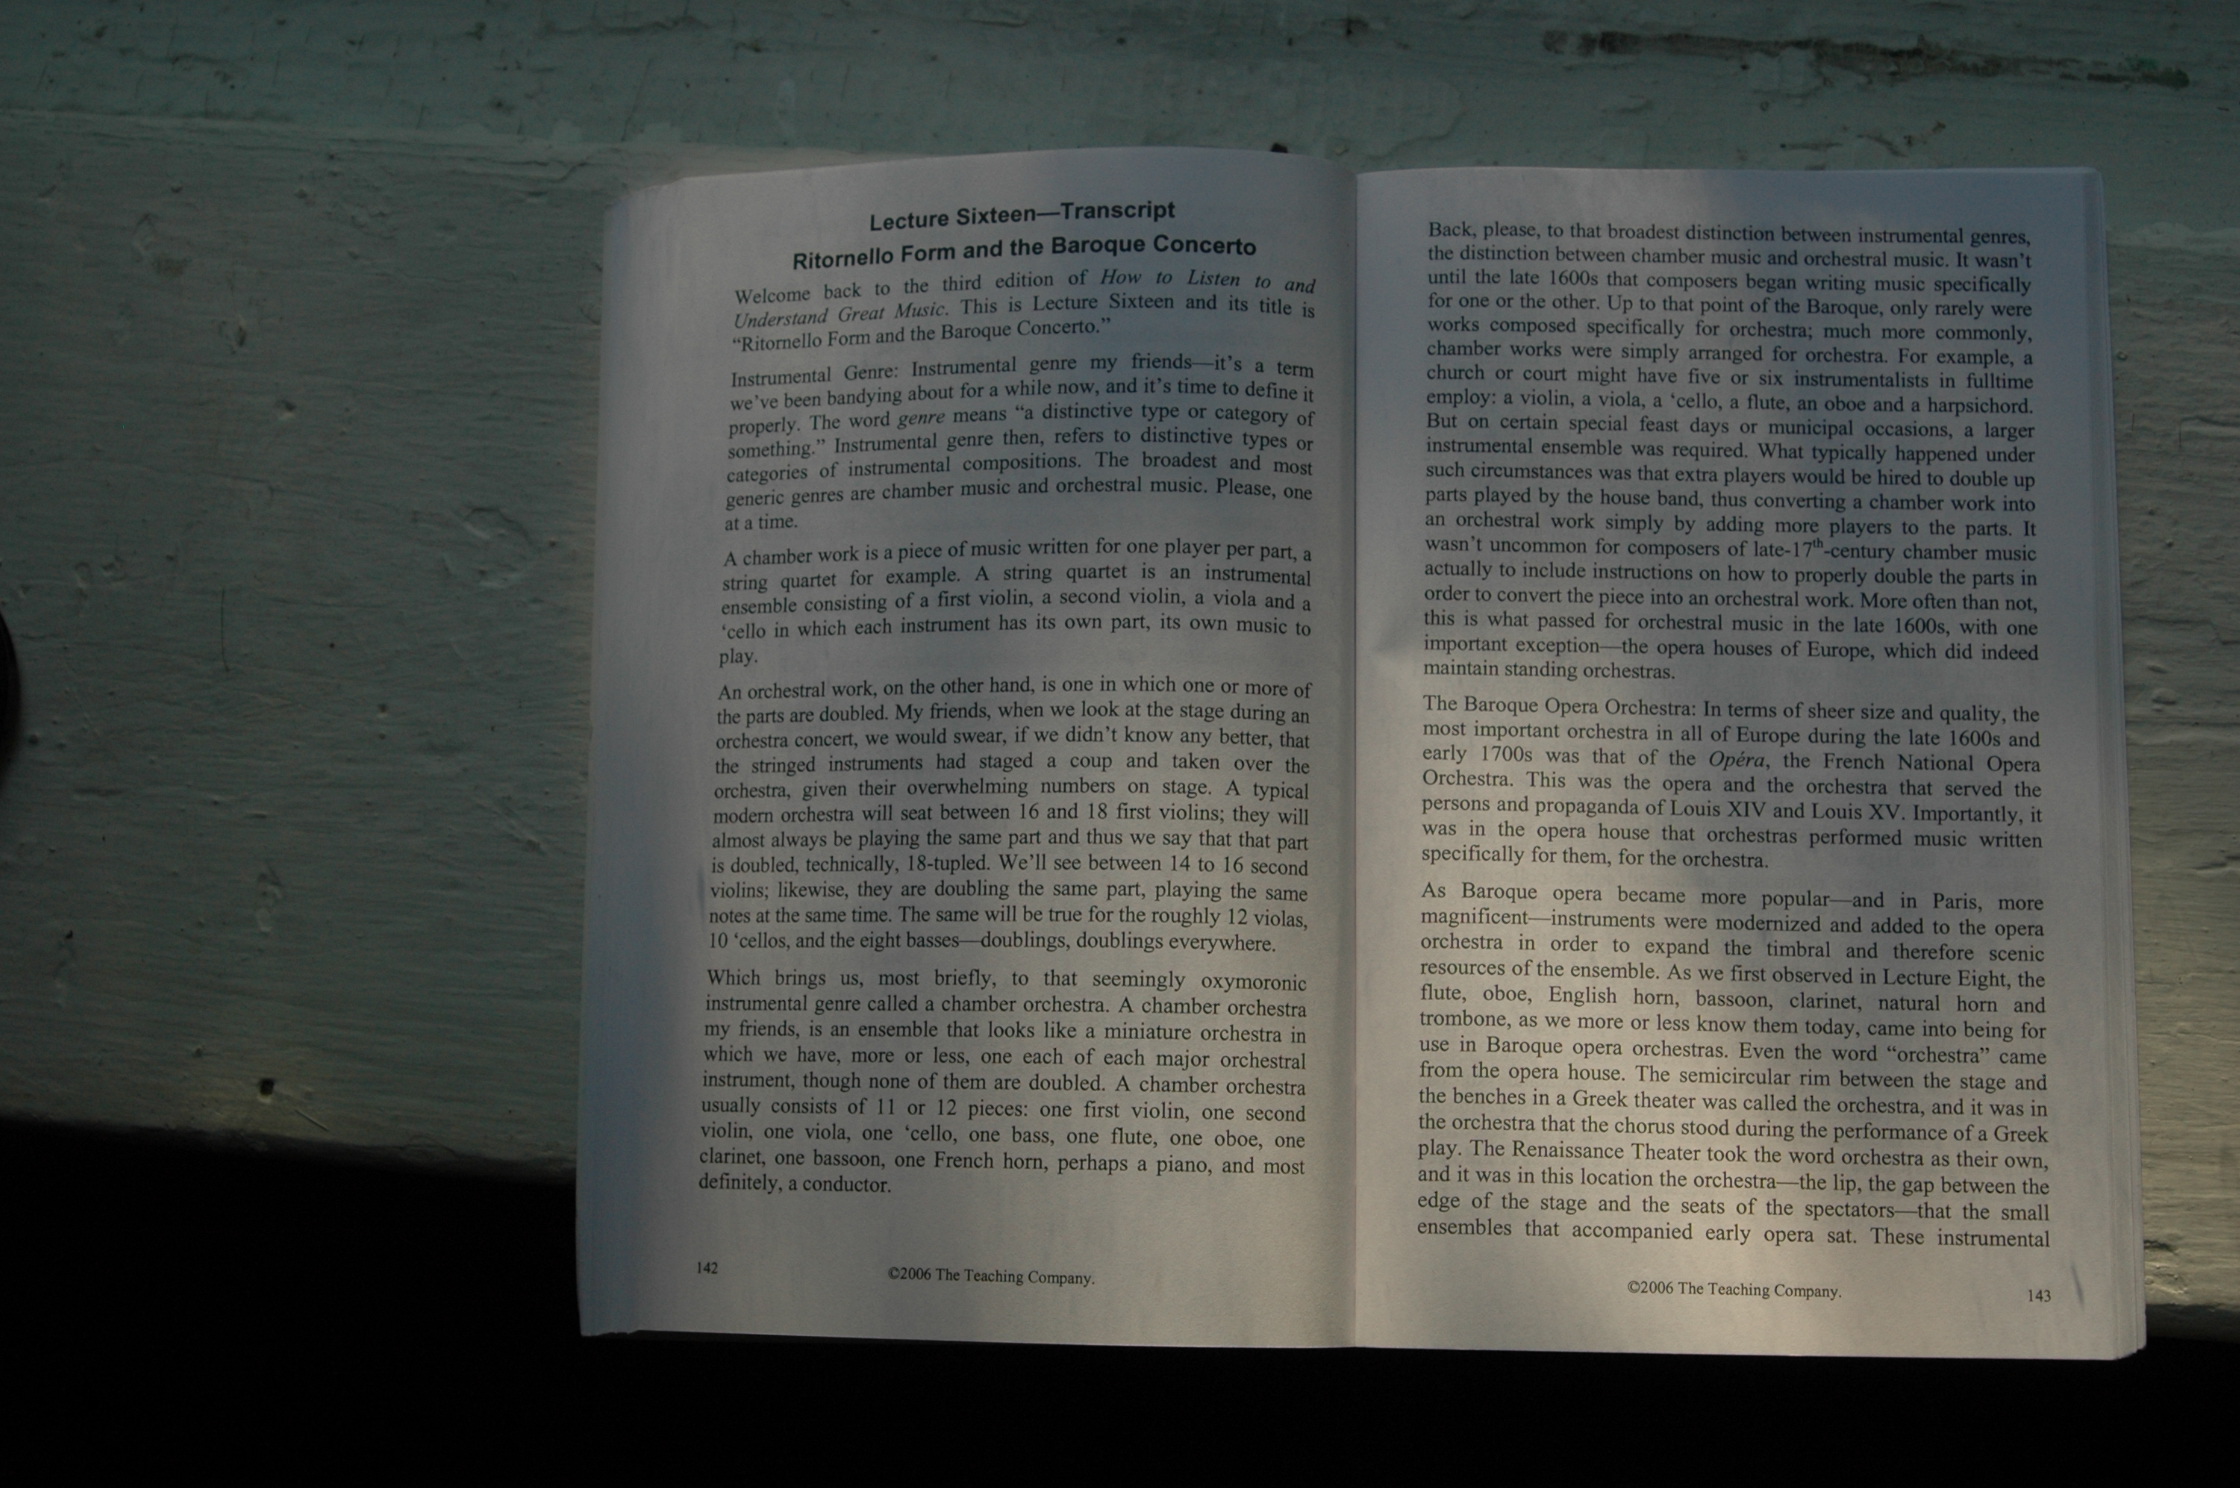 Lecture Sixteen—Transcript
Ritornello Form and the Baroque Concerto
Welcome back to the third edition of How to Listen to and
Understand Great Music. This is Lecture Sixteen and its title is
“Ritornello Form and the Baroque Concerto.”
Instrumental Genre: Instrumental genre my friends—it’s a term
we’ve been bandying about for a while now, and it’s time to define it
properly. The word genre means “a distinctive type or category of
something.” Instrumental genre then, refers to distinctive types or
categories of instrumental compositions. The broadest and most
generic genres are chamber music and orchestral music. Please, one
at a time.
A chamber work is a piece of music written for one player per part, a
string quartet for example. A string quartet is an instrumental
ensemble consisting of a first violin, a second violin, a viola and a
‘cello in which each instrument has its own part, its own music to
play.
An orchestral work, on the other hand, is one in which one or more of
the parts are doubled. My friends, when we look at the stage during an
orchestra concert, we would swear, if we didn’t know any better, that
the stringed instruments had staged a coup and taken over the
orchestra, given their overwhelming numbers on stage. A typical
modern orchestra will seat between 16 and 18 first violins; they will
almost always be playing the same part and thus we say that that part
is doubled, technically, 18-tupled. We’ll see between 14 to 16 second
violins; likewise, they are doubling the same part, playing the same
notes at the same time. The same will be true for the roughly 12 violas,
10 ‘cellos, and the eight basses—doublings, doublings everywhere.
Which brings us, most briefly, to that seemingly oxymoronic
instrumental genre called a chamber orchestra. A chamber orchestra
my friends, is an ensemble that looks like a miniature orchestra in
which we have, more or less, one each of each major orchestral
instrument, though none of them are doubled. A chamber orchestra
usually consists of 11 or 12 pieces: one first violin, one second
violin, one viola, one ‘cello, one bass, one flute, one oboe, one
clarinet, one bassoon, one French horn, perhaps a piano, and most
definitely, a conductor.
142
©2006 The Teaching Company.
Back, please, to that broadest distinction between instrumental genres,
the distinction between chamber music and orchestral music. It wasn’t
until the late 1600s that composers began writing music specifically
for one or the other. Up to that point of the Baroque, only rarely were
works composed specifically for orchestra; much more commonly,
chamber works were simply arranged for orchestra. For example, a
church or court might have five or six instrumentalists in fulltime
employ: a violin, a viola, a ‘cello, a flute, an oboe and a harpsichord.
But on certain special feast days or municipal occasions, a larger
instrumental ensemble was required. What typically happened under
such circumstances was that extra players would be hired to double up
parts played by the house band, thus converting a chamber work into
an orchestral work simply by adding more players to the parts. It
wasn’t uncommon for composers of late-17th-century chamber music
actually to include instructions on how to properly double the parts in
order to convert the piece into an orchestral work. More often than not,
this is what passed for orchestral music in the late 1600s, with one
important exception—the opera houses of Europe, which did indeed
maintain standing orchestras.
The Baroque Opera Orchestra: In terms of sheer size and quality, the
most important orchestra in all of Europe during the late 1600s and
early 1700s was that of the Opéra, the French National Opera
Orchestra. This was the opera and the orchestra that served the
persons and propaganda of Louis XIV and Louis XV. Importantly, it
was in the opera house that orchestras performed music written
specifically for them, for the orchestra.
As Baroque opera became more popular—and in Paris, more
magnificent—instruments were modernized and added to the opera
orchestra in order to expand the timbral and therefore scenic
resources of the ensemble. As we first observed in Lecture Eight, the
flute, oboe, English horn, bassoon, clarinet, natural horn and
trombone, as we more or less know them today, came into being for
use in Baroque opera orchestras. Even the word “orchestra” came
from the opera house. The semicircular rim between the stage and
the benches in a Greek theater was called the orchestra, and it was in
the orchestra that the chorus stood during the performance of a Greek
play. The Renaissance Theater took the word orchestra as their own,
and it was in this location the orchestra—the lip, the gap between the
edge of the stage and the seats of the spectators—that the small
ensembles that accompanied early opera sat. These instrumental
©2006 The Teaching Company.
143